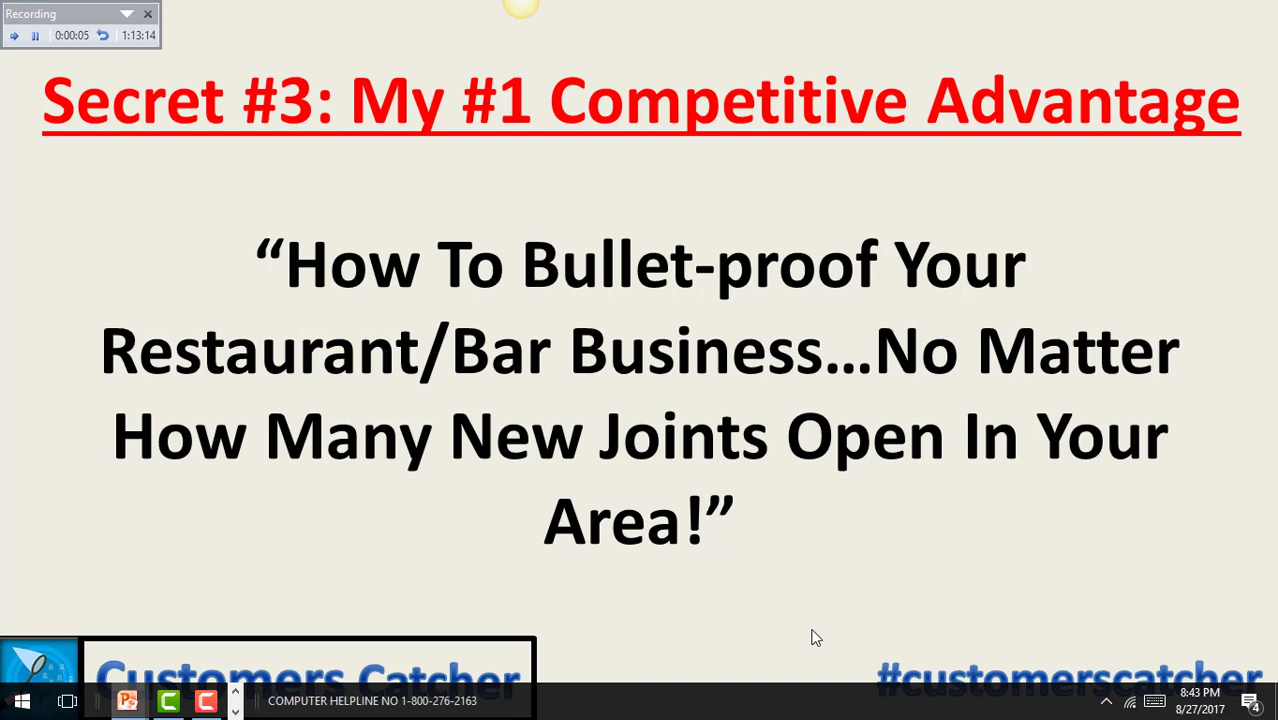 Recording
0:00:05 1:13:14
Secret #3: My #1 Competitive Advantage
“How To Bullet-proof Your
Restaurant/Bar Business...No Matter
How Many New Joints Open In Your
Area!”
Customers Catcher
#customerscatcher
COMPUTER HELPLINE NO 1-800-276-2163
8:43 PM
8/27/2017
4